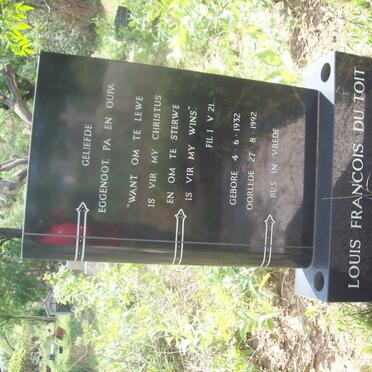 GELIEFDE
EGGENOOT, PA EN OUPA
"WANT OM TE LEWE
IS VIR MY CHRISTUS
EN OM TE STERWE
IS VIR MY WINS".
FIL 1 V 21.
GEBORE 4·6·1932
OORLEDE 27·8·1992
RUS IN VREDE
LOUIS FRANCOIS DU TOIT